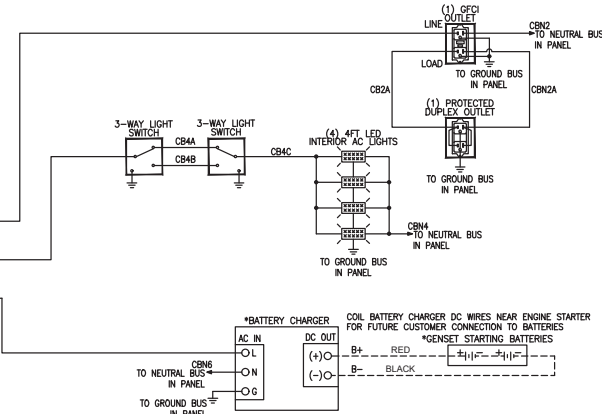 (1) GFCI
OUTLET
LINE
CBN2
TO NEUTRAL BUS
IN PANEL
LOAD
TO GROUND BUS
IN PANEL
CB2A
CBN2A
(1) PROTECTED
DUPLEX OUTLET
TO GROUND BUS
IN PANEL
3-WAY LIGHT
SWITCH
3-WAY LIGHT
SWITCH
CB4A
CB4B
CB4C
(4) 4FT LED
INTERIOR AC LIGHTS
CBN4
TO NEUTRAL BUS
IN PANEL
TO GROUND BUS
IN PANEL
*BATTERY CHARGER
AC IN
DC OUT
L
N
G
(+)
(-)
CBN6
TO NEUTRAL BUS
IN PANEL
TO GROUND BUS
IN PANEL
COIL BATTERY CHARGER DC WIRES NEAR ENGINE STARTER
FOR FUTURE CUSTOMER CONNECTION TO BATTERIES
*GENSET STARTING BATTERIES
B+
RED
B-
BLACK
+ - + -